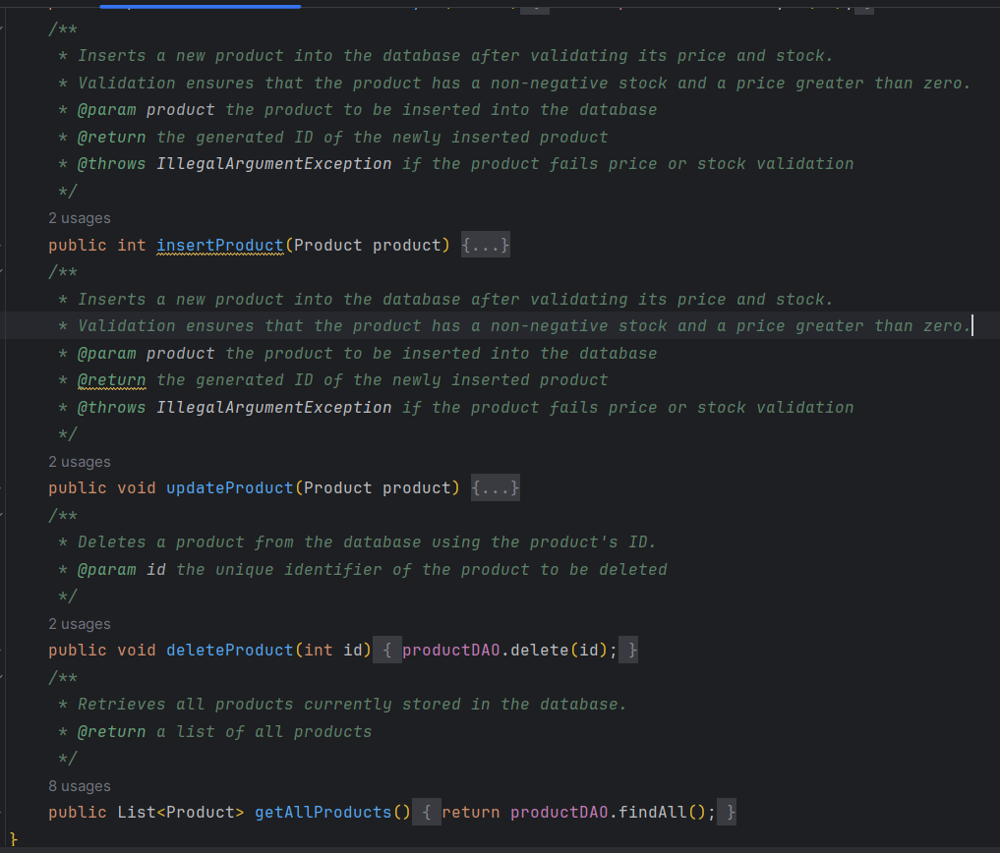 /**
* Inserts a new product into the database after validating its price and stock.
* Validation ensures that the product has a non-negative stock and a price greater than zero.
* @param product the product to be inserted into the database
* @return the generated ID of the newly inserted product
* @throws IllegalArgumentException if the product fails price or stock validation
*/
2 usages
public int insertProduct(Product product) {...}
/**
* Inserts a new product into the database after validating its price and stock.
* Validation ensures that the product has a non-negative stock and a price greater than zero.
* @param product the product to be inserted into the database
* @return the generated ID of the newly inserted product
* @throws IllegalArgumentException if the product fails price or stock validation
*/
2 usages
public void updateProduct(Product product) {...}
/**
* Deletes a product from the database using the product's ID.
* @param id the unique identifier of the product to be deleted
*/
2 usages
public void deleteProduct(int id) { productDAO.delete(id); }
/**
* Retrieves all products currently stored in the database.
* @return a list of all products
*/
8 usages
public List<Product> getAllProducts() { return productDAO.findAll(); }
}